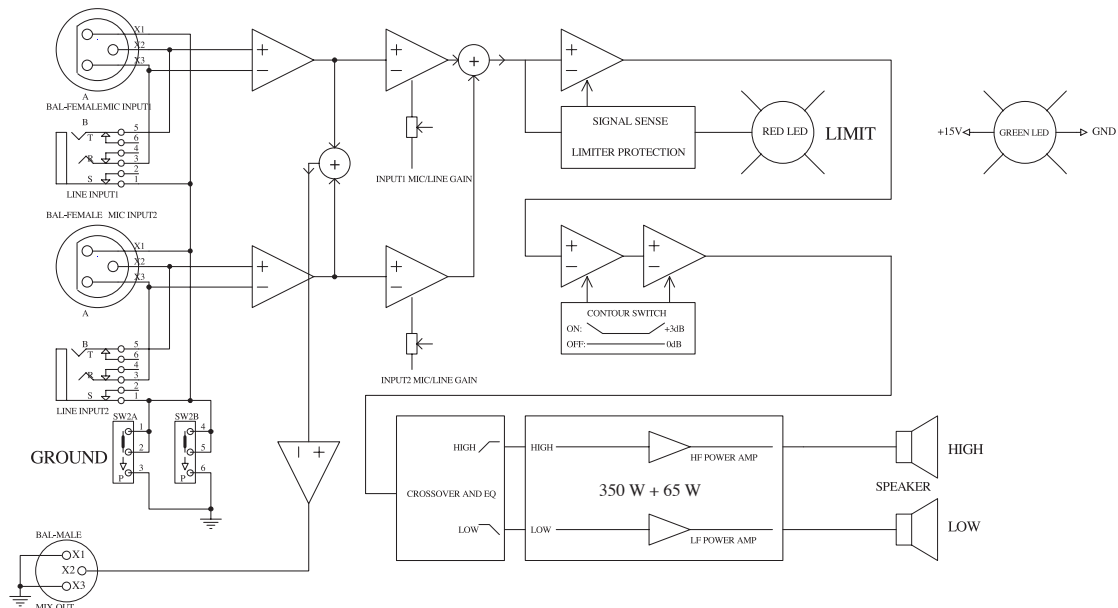 X1
X2
X3
A
BAL-FEMALE MIC INPUT1
B
T
R
S
5
6
4
3
2
1
LINE INPUT1
BAL-FEMALE MIC INPUT2
X1
X2
X3
A
B
T
R
S
5
6
4
3
2
1
LINE INPUT2
SW2A
1
2
3
P
SW2B
4
5
6
P
GROUND
BAL-MALE
X1
X2
X3
MIX OUT
+
−
+
−
+
−
+
−
+
+
−
+
INPUT1 MIC/LINE GAIN
INPUT2 MIC/LINE GAIN
+
−
SIGNAL SENSE
LIMITER PROTECTION
RED LED
LIMIT
+15V
GREEN LED
GND
+
−
+
−
CONTOUR SWITCH
ON: +3dB
OFF: 0dB
CROSSOVER AND EQ
HIGH
LOW
HIGH
HF POWER AMP
350 W + 65 W
LOW
LF POWER AMP
HIGH
SPEAKER
LOW